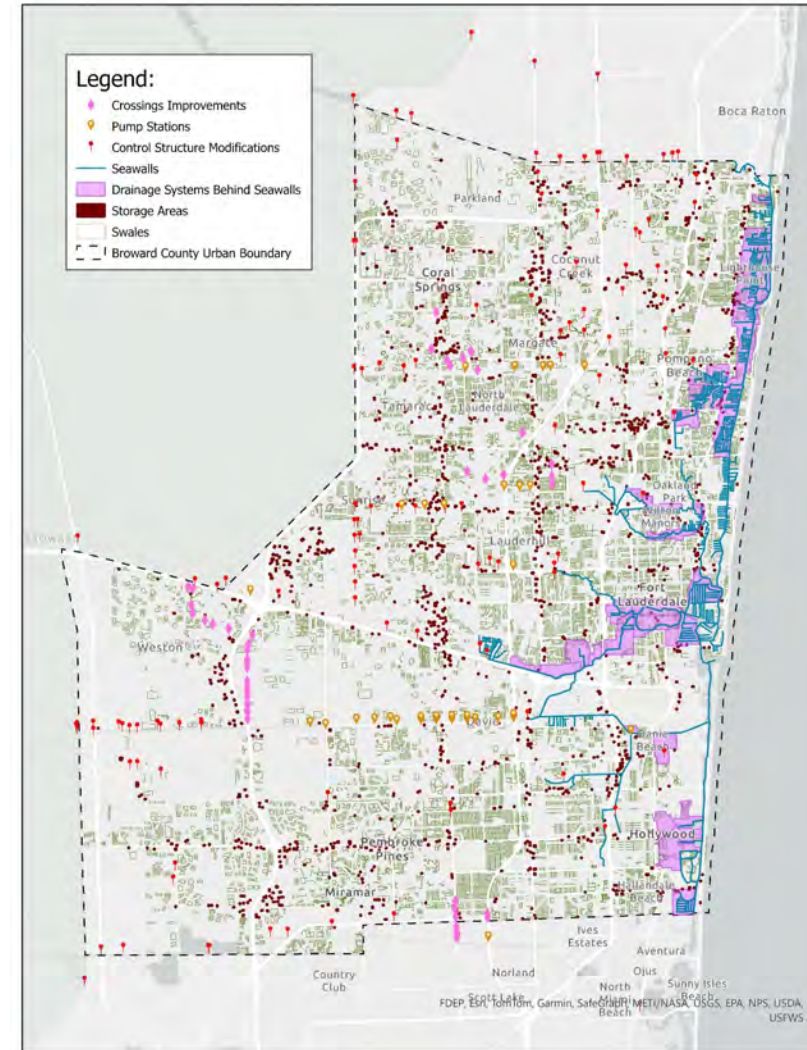 Legend:
Crossings Improvements
Pump Stations
Control Structure Modifications
Seawalls
Drainage Systems Behind Seawalls
Storage Areas
Swales
Broward County Urban Boundary
Boca Raton
Parkland
Coral
Springs
Coconut
Creek
Lighthouse
Point
Margate
Pompano
Beach
North
Lauderdale
Tamarac
Oakland
Park
Wilton
Manors
Sunrise
Lauderhill
Fort
Lauderdale
Weston
Davie
Beach
Hollywood
Pembroke
Pines
Miramar
Hallandale
Beach
Ives
Estates
Aventura
Country
Club
Norland
Ojus
Scott Lake
North
Miami
Beach
Sunny Isles
Beach
FDEP, Esri, TomTom, Garmin, SafeGraph, METI/NASA, USGS, EPA, NPS, USDA,
USFWS